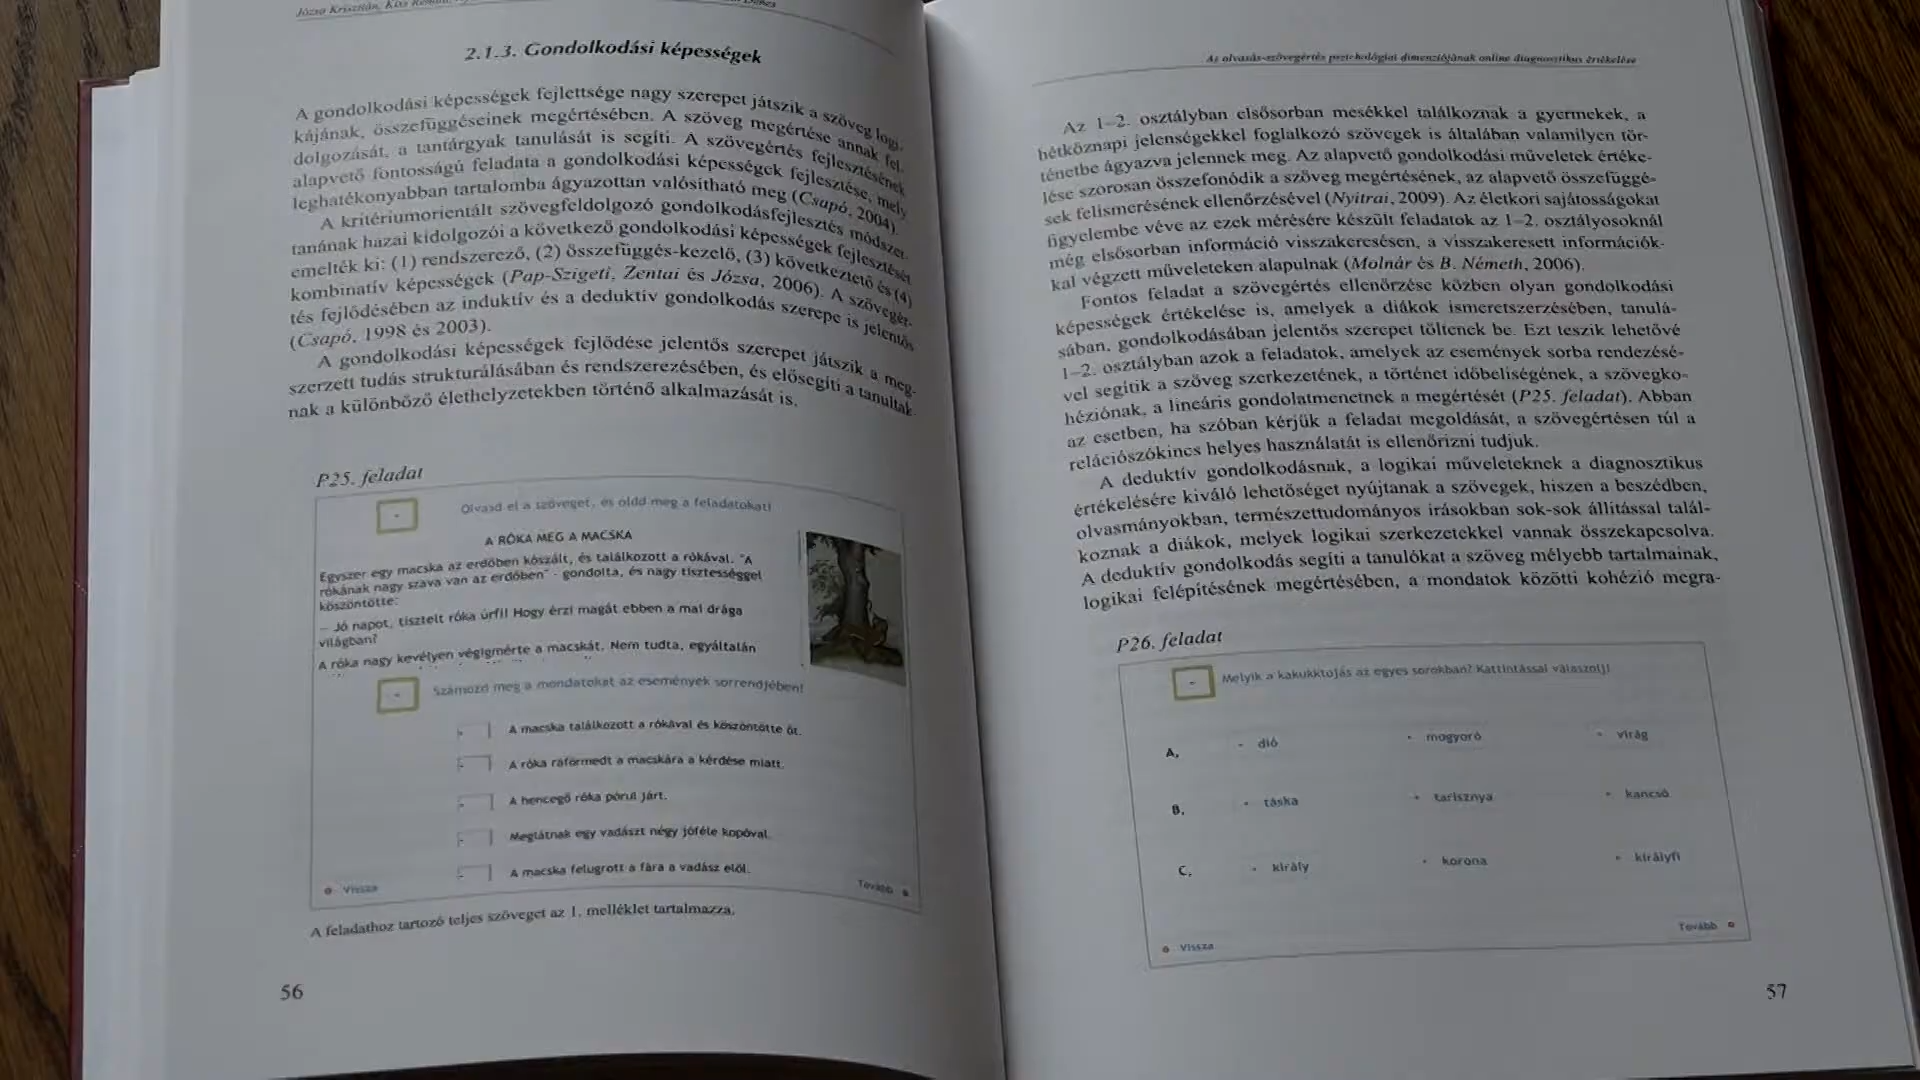 Józsa Krisztián,
2.1.3. Gondolkodási képességek
A gondolkodási képességek fejlettsége nagy szerepet játszik a szöveg logi-
kájának, összefüggéseinek megértésében. A szöveg megértése annak fel-
dolgozását, a tantárgyak tanulását is segíti. A szövegértés fejlesztésének
alapvető fontosságú feladata a gondolkodási képességek fejlesztése, mely
leghatékonyabban tartalomba ágyazottan valósítható meg (Csapó, 2004).
A kritériumorientált szövegfeldolgozó gondolkodásfejlesztés módszer-
tanának hazai kidolgozói a következő gondolkodási képességek fejlesztését
emelték ki: (1) rendszerező, (2) összefüggés-kezelő, (3) következtető és (4)
kombinatív képességek (Pap-Szigeti, Zentai és Józsa, 2006). A szövegér-
tés fejlődésében az induktív és a deduktív gondolkodás szerepe is jelentős
(Csapó, 1998 és 2003).
A gondolkodási képességek fejlődése jelentős szerepet játszik a meg-
szerzett tudás strukturálásában és rendszerezésében, és elősegíti a tanultak-
nak a különböző élethelyzetekben történő alkalmazását is.
P25. feladat
Olvasd el a szöveget, és oldd meg a feladatokat!
A RÓKA MEG A MACSKA
Egyszer egy macska az erdőben kószált, és találkozott a rókával. "A
rókának nagy szava van az erdőben" - gondolta, és nagy tisztességgel
köszöntötte:
– Jó napot, tisztelt róka úrfi! Hogy érzi magát ebben a mai drága
világban?
A róka nagy kevélyen végigmérte a macskát. Nem tudta, egyáltalán
Számozd meg a mondatokat az események sorrendjében!
A macska találkozott a rókával és köszöntötte őt.
A róka ráförmedt a macskára a kérdése miatt.
A hencegő róka pórul járt.
Meglátnak egy vadászt négy jóféle kopóval.
A macska felugrott a fára a vadász elől.
Vissza
Tovább
A feladathoz tartozó teljes szöveget az 1. melléklet tartalmazza.
56
Az olvasás-szövegértés pszichológiai dimenziójának online diagnosztikus értékelése
Az 1–2. osztályban elsősorban mesékkel találkoznak a gyermekek, a
hétköznapi jelenségekkel foglalkozó szövegek is általában valamilyen tör-
ténetbe ágyazva jelennek meg. Az alapvető gondolkodási műveletek értéke-
lése szorosan összefonódik a szöveg megértésének, az alapvető összefüggé-
sek felismerésének ellenőrzésével (Nyitrai, 2009). Az életkori sajátosságokat
figyelembe véve az ezek mérésére készült feladatok az 1–2. osztályosoknál
még elsősorban információ visszakeresésen, a visszakeresett információk-
kal végzett műveleteken alapulnak (Molnár és B. Németh, 2006).
Fontos feladat a szövegértés ellenőrzése közben olyan gondolkodási
képességek értékelése is, amelyek a diákok ismeretszerzésében, tanulá-
sában, gondolkodásában jelentős szerepet töltenek be. Ezt teszik lehetővé
1–2. osztályban azok a feladatok, amelyek az események sorba rendezésé-
vel segítik a szöveg szerkezetének, a történet időbeliségének, a szövegko-
héziónak, a lineáris gondolatmenetnek a megértését (P25. feladat). Abban
az esetben, ha szóban kérjük a feladat megoldását, a szövegértésen túl a
relációszókincs helyes használatát is ellenőrizni tudjuk.
A deduktív gondolkodásnak, a logikai műveleteknek a diagnosztikus
értékelésére kiváló lehetőséget nyújtanak a szövegek, hiszen a beszédben,
olvasmányokban, természettudományos írásokban sok-sok állítással talál-
koznak a diákok, melyek logikai szerkezetekkel vannak összekapcsolva.
A deduktív gondolkodás segíti a tanulókat a szöveg mélyebb tartalmainak,
logikai felépítésének megértésében, a mondatok közötti kohézió megra-
P26. feladat
Melyik a kakukktojás az egyes sorokban? Kattintással válaszolj!
A, dió mogyoró virág
B, táska tarisznya kancsó
C, király korona királyfi
Vissza
Tovább
57